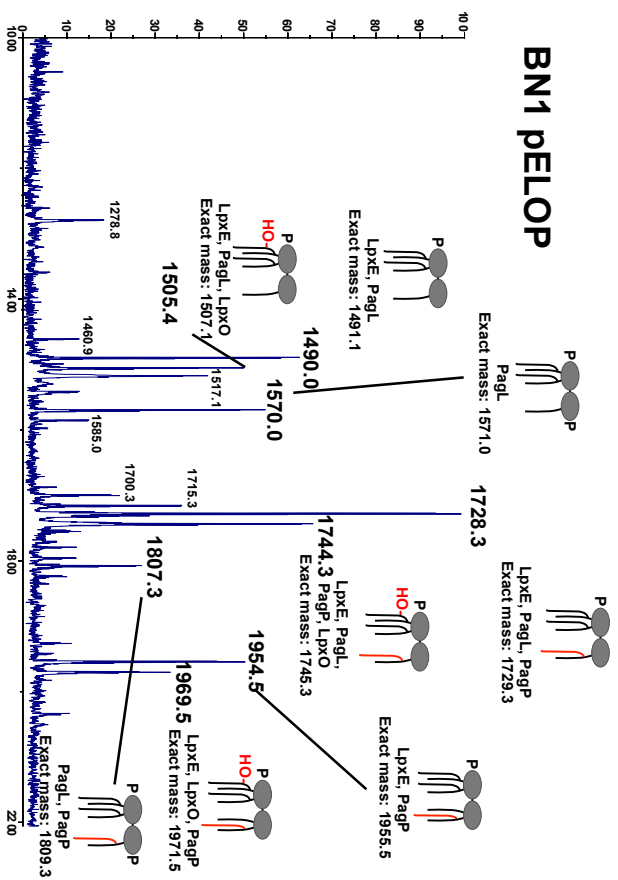 BN1 pELOP
P
LpxE, PagL, PagP
Exact mass: 1729.3
P P
PagL
Exact mass: 1571.0
P
LpxE, PagP
Exact mass: 1955.5
P
LpxE, PagL
Exact mass: 1491.1
P
HO
LpxE, PagL,
PagP, LpxO
Exact mass: 1745.3
P
HO
LpxE, PagL, LpxO
Exact mass: 1507.1
P
HO
LpxE, LpxO, PagP
Exact mass: 1971.5
P P
PagL, PagP
Exact mass: 1809.3
1728.3
1490.0
1744.3
1570.0
1954.5
1505.4
1517.1
1969.5
1807.3
1715.3
1700.3
1278.8
1460.9
1585.0
100
90
80
70
60
50
40
30
20
10
0
1000 1400 1800 2200